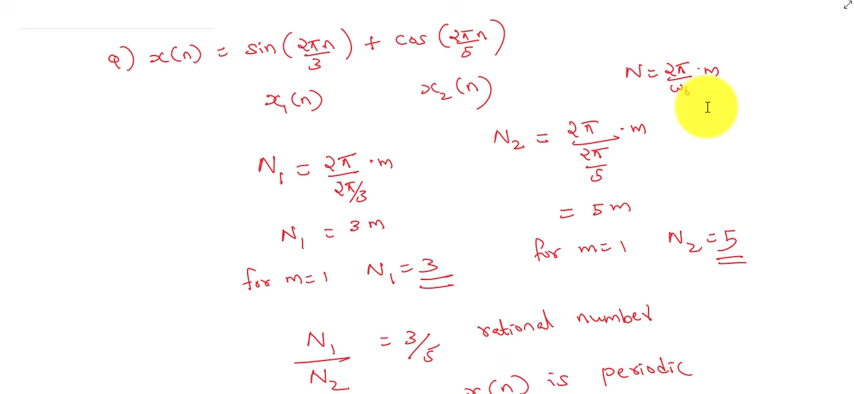 Q) x(n) = sin(2πn/3) + cos(2πn/5)
x₁(n) x₂(n)
N = 2π/ω₀ · m
N₁ = 2π/(2π/3) · m
N₁ = 3m
for m=1 N₁ = 3
N₂ = 2π/(2π/5) · m
= 5m
for m=1 N₂ = 5
N₁/N₂ = 3/5 rational number
x(n) is periodic